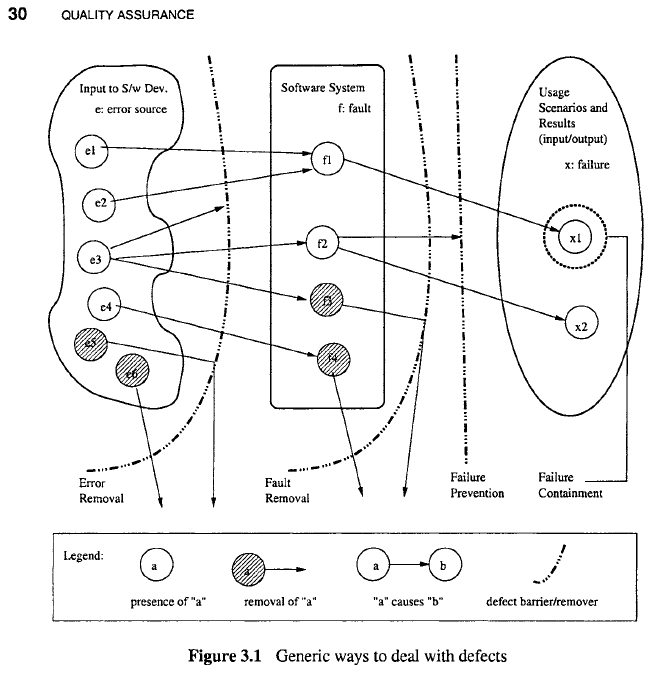 30 QUALITY ASSURANCE
Input to S/w Dev.
e: error source
Software System
f: fault
Usage
Scenarios and
Results
(input/output)
x: failure
e1
e2
e3
e4
e5
e6
f1
f2
f3
f4
x1
x2
Error
Removal
Fault
Removal
Failure
Prevention
Failure
Containment
Legend:
a
a
a
b
presence of "a"
removal of "a"
"a" causes "b"
defect barrier/remover
Figure 3.1 Generic ways to deal with defects